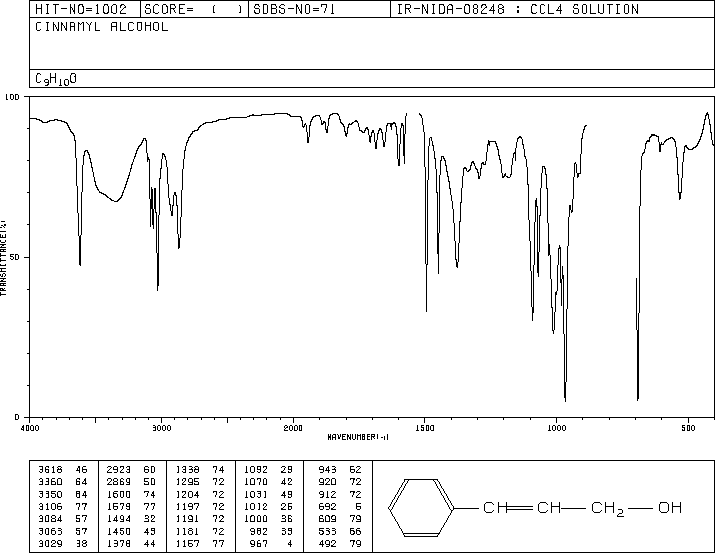 HIT-NO=1002 SCORE= ( ) SDBS-NO=71 IR-NIDA-08248 : CCL4 SOLUTION
CINNAMYL ALCOHOL
C9H10O
100
50
0
TRANSMITTANCE(%)
4000 3000 2000 1500 1000 500
WAVENUMBER(-1)
3618 46 2923 60 1338 74 1092 29 943 62
3360 64 2869 50 1295 72 1070 42 920 72
3350 64 1600 74 1204 72 1031 49 912 72
3106 77 1579 77 1197 72 1012 26 692 5
3084 57 1494 32 1191 72 1000 36 609 79
3063 57 1450 49 1181 72 982 39 533 66
3029 38 1378 44 1157 77 967 4 492 79
CH=CH-CH2-OH